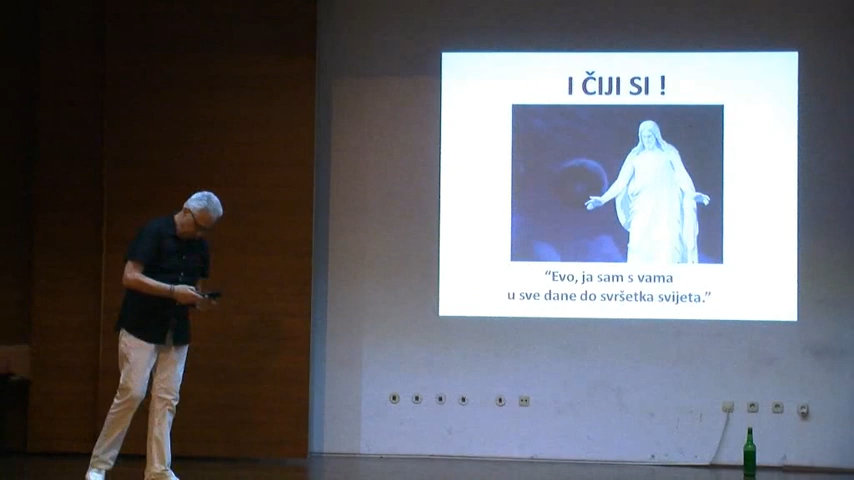 I ČIJI SI !
“Evo, ja sam s vama
u sve dane do svršetka svijeta.”